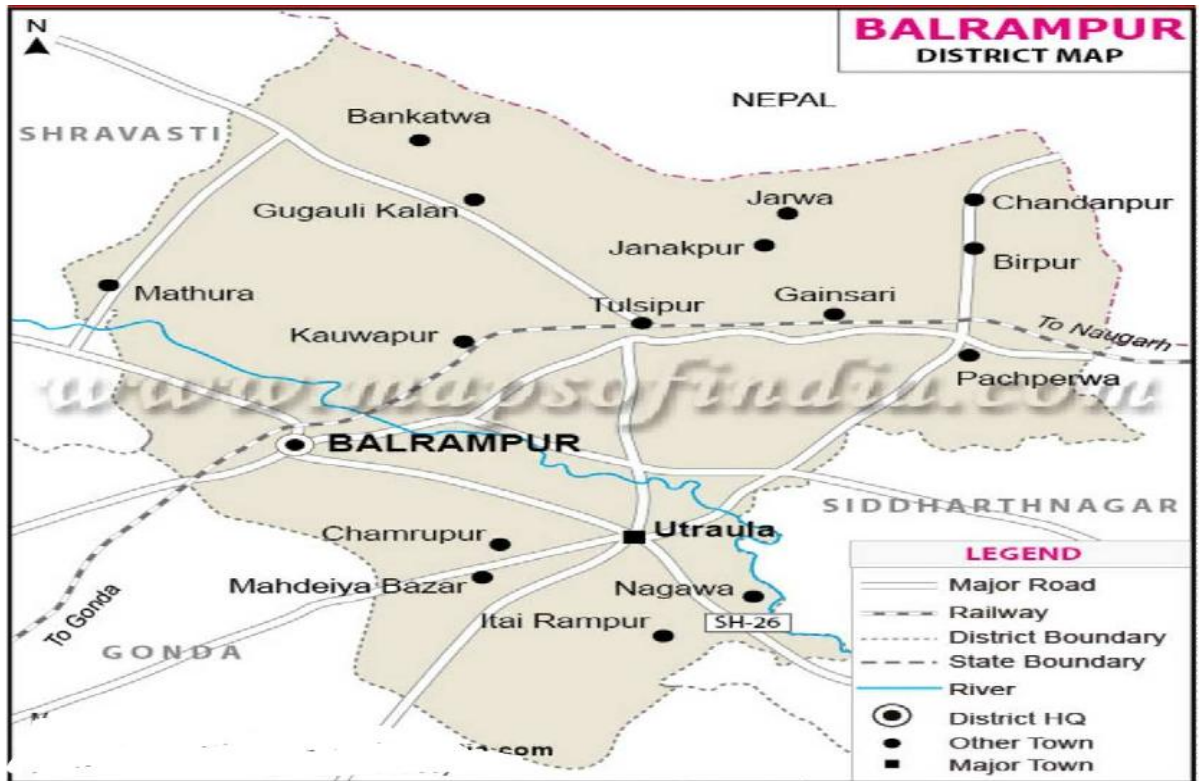 N
BALRAMPUR
DISTRICT MAP
NEPAL
SHRAVASTI
Bankatwa
Gugauli Kalan
Jarwa
Chandanpur
Janakpur
Birpur
Mathura
Gainsari
Tulsipur
Kauwapur
To Naugarh
Pachperwa
www.mapsofindia.com
BALRAMPUR
SIDDHARTHNAGAR
Utraula
Chamrupur
Mahdeiya Bazar
Nagawa
Itai Rampur
SH-26
To Gonda
GONDA
LEGEND
Major Road
Railway
District Boundary
State Boundary
River
District HQ
Other Town
Major Town
.com